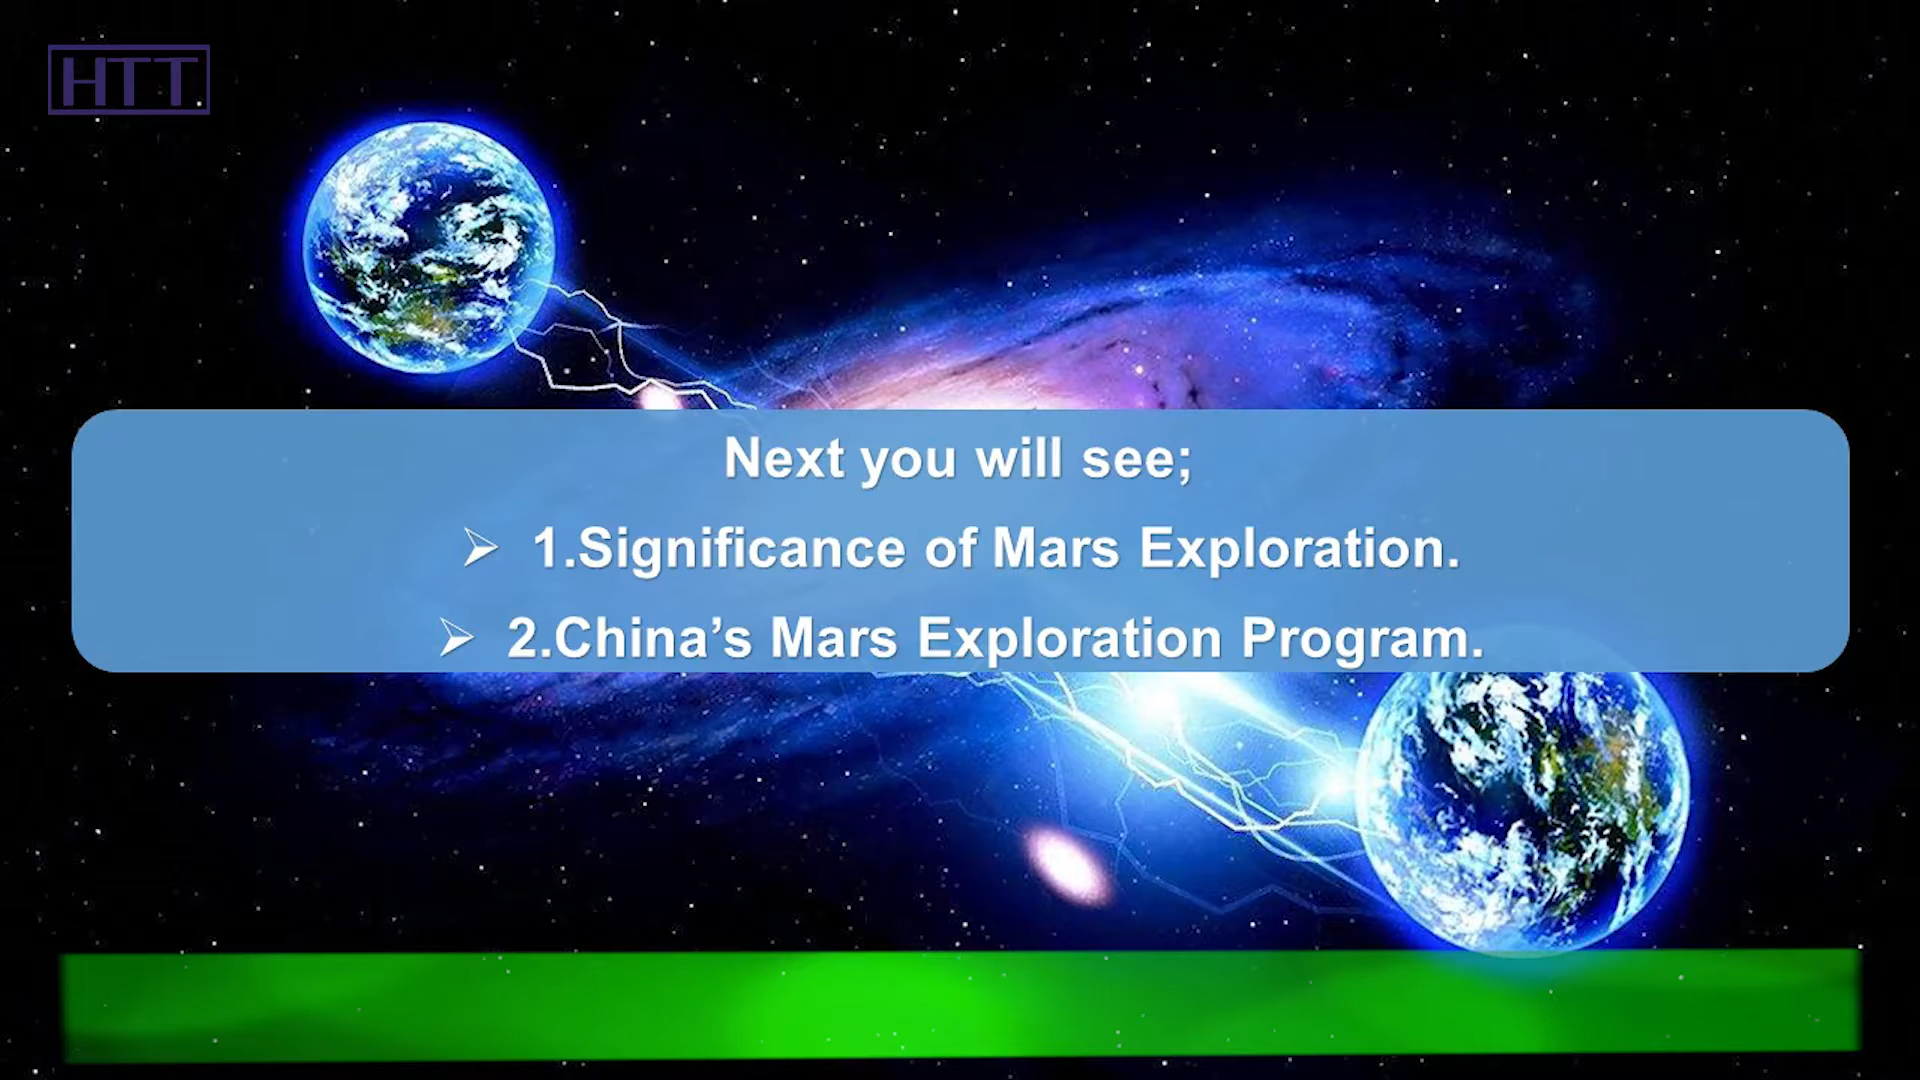 HTT
Next you will see;
➢ 1.Significance of Mars Exploration.
➢ 2.China’s Mars Exploration Program.